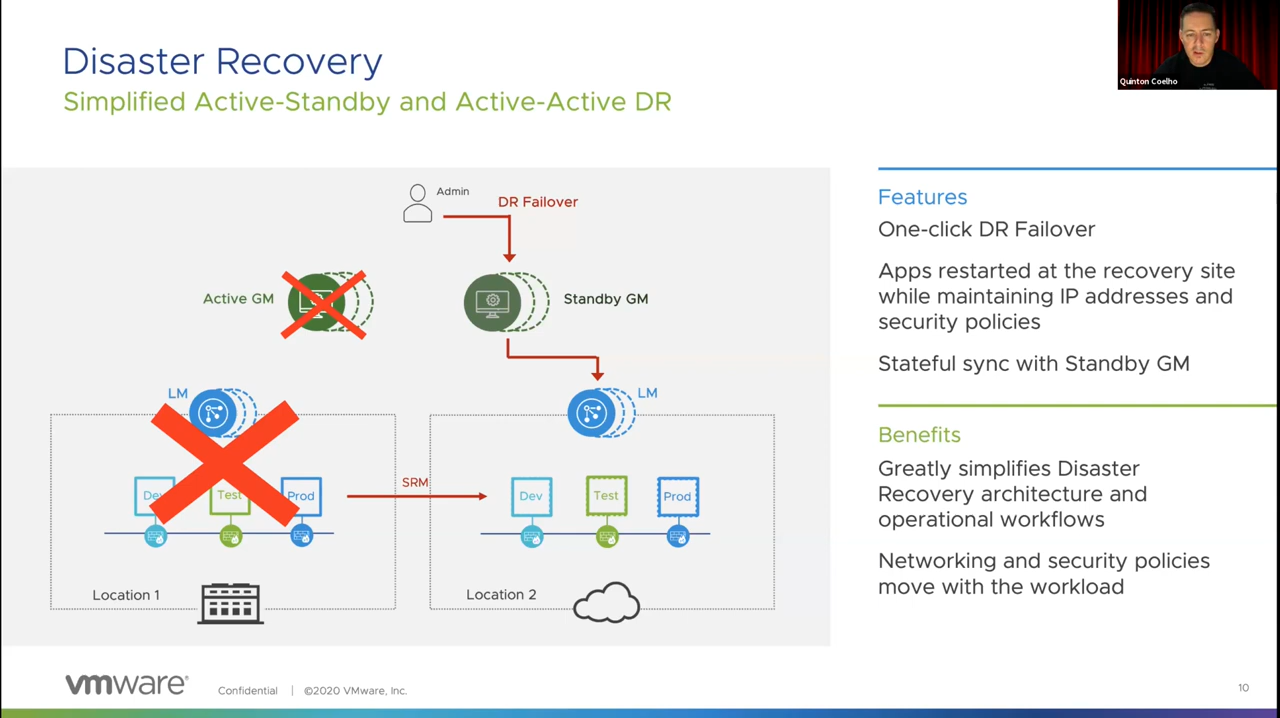 Disaster Recovery
Simplified Active-Standby and Active-Active DR
Quinton Coelho
Admin
DR Failover
Active GM
Standby GM
LM
LM
Dev
Test
Prod
SRM
Dev
Test
Prod
Location 1
Location 2
Features
One-click DR Failover
Apps restarted at the recovery site
while maintaining IP addresses and
security policies
Stateful sync with Standby GM
Benefits
Greatly simplifies Disaster
Recovery architecture and
operational workflows
Networking and security policies
move with the workload
vmware®
Confidential | ©2020 VMware, Inc.
10